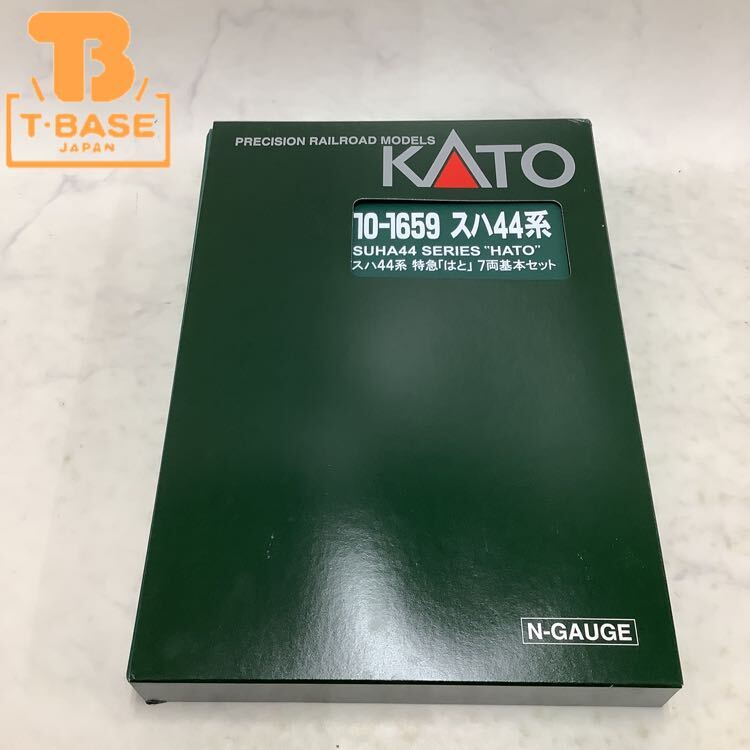 TB
T-BASE
JAPAN
PRECISION RAILROAD MODELS
KATO
10-1659 スハ44系
SUHA44 SERIES "HATO"
スハ44系 特急「はと」 7両基本セット
N-GAUGE